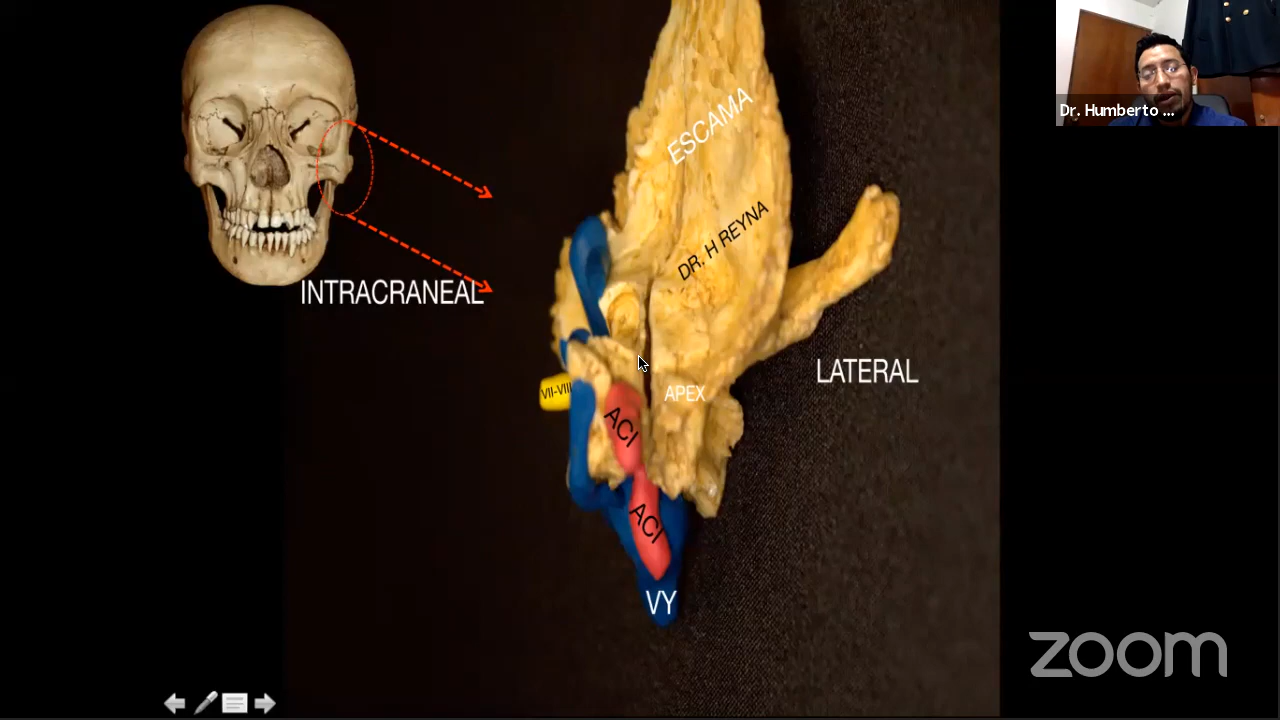 Dr. Humberto ...
ESCAMA
DR. H REYNA
INTRACRANEAL
LATERAL
VII-VIII
APEX
ACI
ACI
VY
zoom